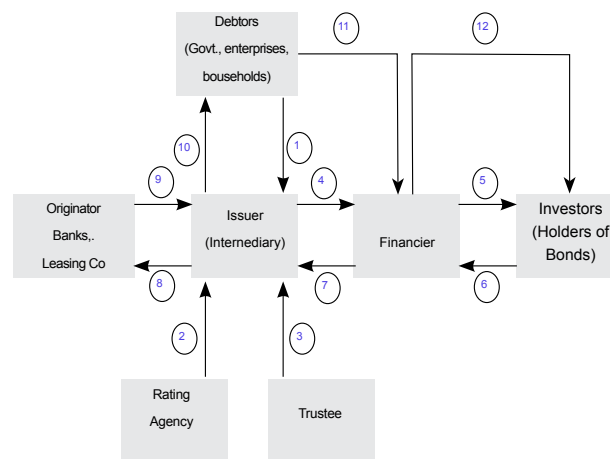 Debtors
(Govt., enterprises,
bouseholds)
11
12
10
1
9
4
5
Originator
Banks,.
Leasing Co
Issuer
(Internediary)
Financier
Investors
(Holders of
Bonds)
8
7
6
2
3
Rating
Agency
Trustee